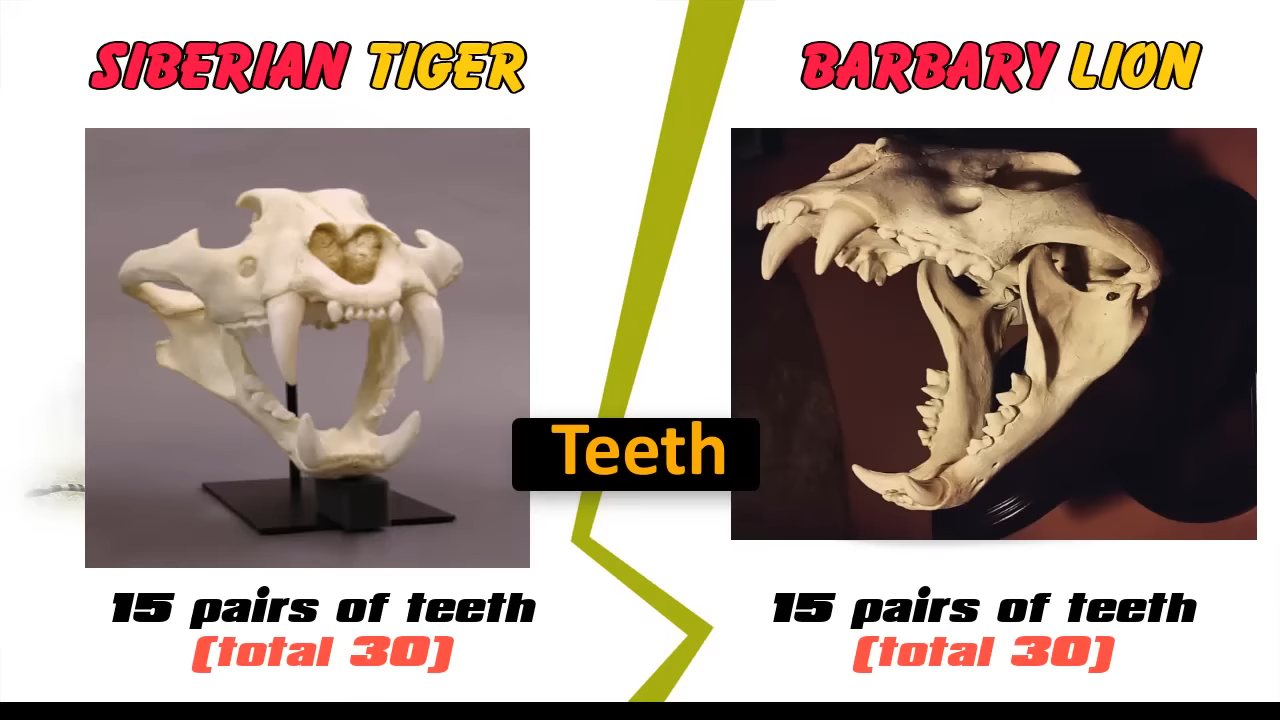 SIBERIAN TIGER
BARBARY LION
Teeth
15 pairs of teeth
(total 30)
15 pairs of teeth
(total 30)